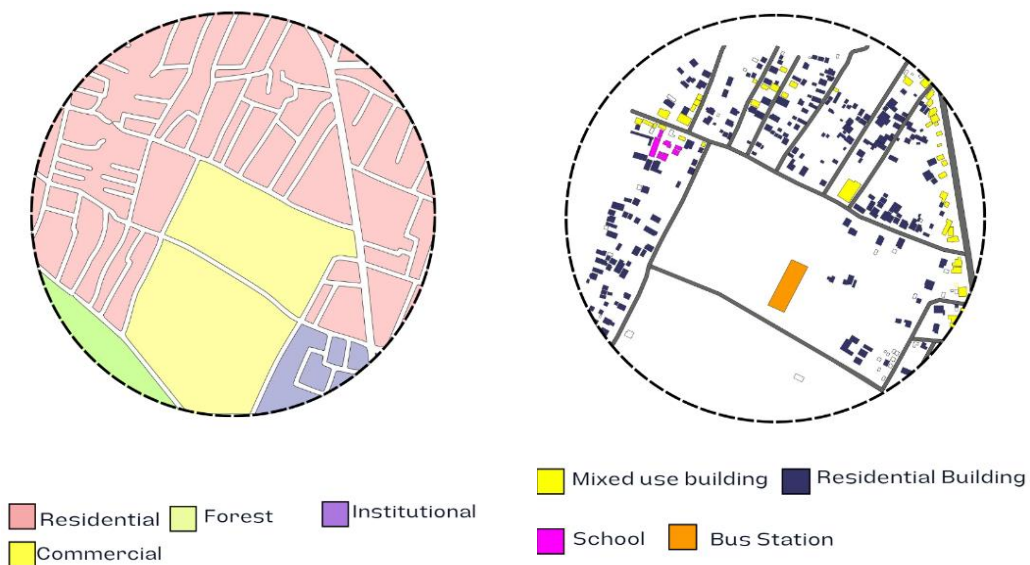 Residential
Forest
Institutional
Commercial
Mixed use building
Residential Building
School
Bus Station